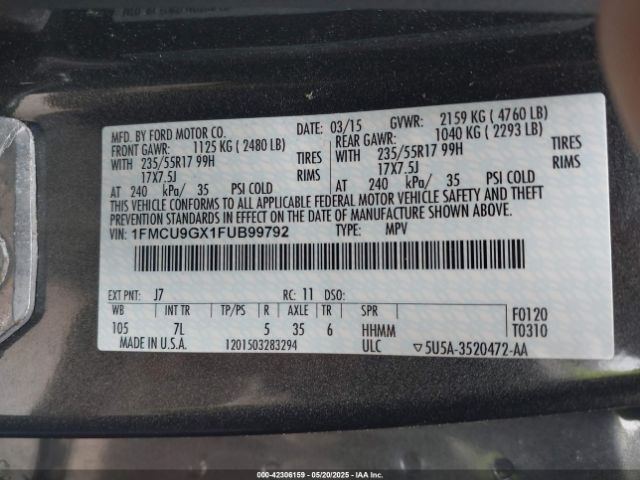 MFD. BY FORD MOTOR CO.
DATE: 03/15 GVWR: 2159 KG ( 4760 LB)
FRONT GAWR: 1125 KG ( 2480 LB) REAR GAWR: 1040 KG ( 2293 LB)
WITH 235/55R17 99H TIRES WITH 235/55R17 99H TIRES
17X7.5J RIMS 17X7.5J RIMS
AT 240 kPa/ 35 PSI COLD AT 240 kPa/ 35 PSI COLD
THIS VEHICLE CONFORMS TO ALL APPLICABLE FEDERAL MOTOR VEHICLE SAFETY AND THEFT
PREVENTION STANDARDS IN EFFECT ON THE DATE OF MANUFACTURE SHOWN ABOVE.
VIN: 1FMCU9GX1FUB99792 TYPE: MPV
EXT PNT: J7 RC: 11 DSO:
WB INT TR TP/PS R AXLE TR SPR F0120
105 7L 5 35 6 HHMM T0310
MADE IN U.S.A. 1201503283294 ULC ▽5U5A-3520472-AA
000-42306159 - 05/20/2025 - IAA Inc.